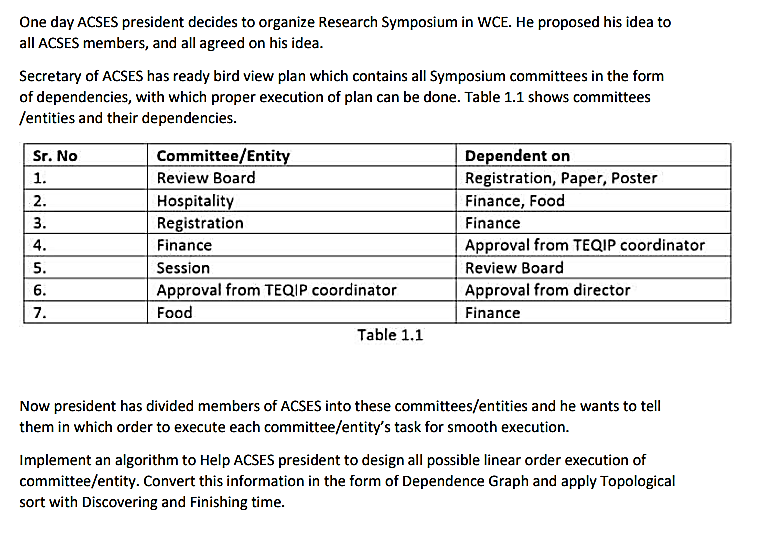 One day ACSES president decides to organize Research Symposium in WCE. He proposed his idea to
all ACSES members, and all agreed on his idea.
Secretary of ACSES has ready bird view plan which contains all Symposium committees in the form
of dependencies, with which proper execution of plan can be done. Table 1.1 shows committees
/entities and their dependencies.
Sr. No Committee/Entity Dependent on
1. Review Board Registration, Paper, Poster
2. Hospitality Finance, Food
3. Registration Finance
4. Finance Approval from TEQIP coordinator
5. Session Review Board
6. Approval from TEQIP coordinator Approval from director
7. Food Finance
Table 1.1
Now president has divided members of ACSES into these committees/entities and he wants to tell
them in which order to execute each committee/entity's task for smooth execution.
Implement an algorithm to Help ACSES president to design all possible linear order execution of
committee/entity. Convert this information in the form of Dependence Graph and apply Topological
sort with Discovering and Finishing time.